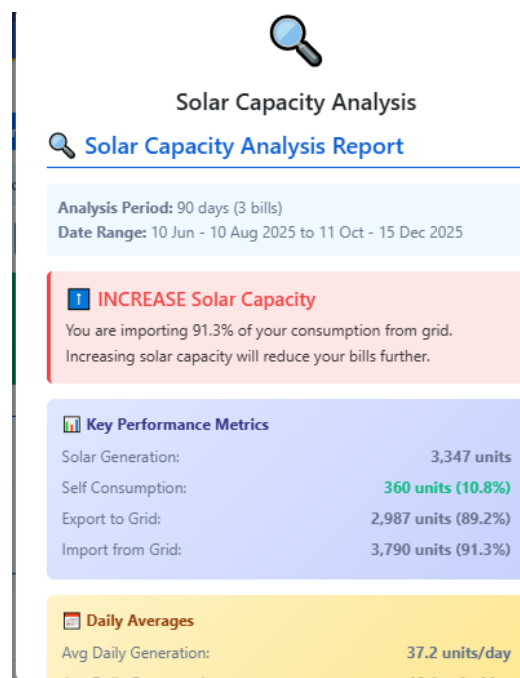 Solar Capacity Analysis
Solar Capacity Analysis Report
Analysis Period: 90 days (3 bills)
Date Range: 10 Jun - 10 Aug 2025 to 11 Oct - 15 Dec 2025
INCREASE Solar Capacity
You are importing 91.3% of your consumption from grid.
Increasing solar capacity will reduce your bills further.
Key Performance Metrics
Solar Generation: 3,347 units
Self Consumption: 360 units (10.8%)
Export to Grid: 2,987 units (89.2%)
Import from Grid: 3,790 units (91.3%)
Daily Averages
Avg Daily Generation: 37.2 units/day